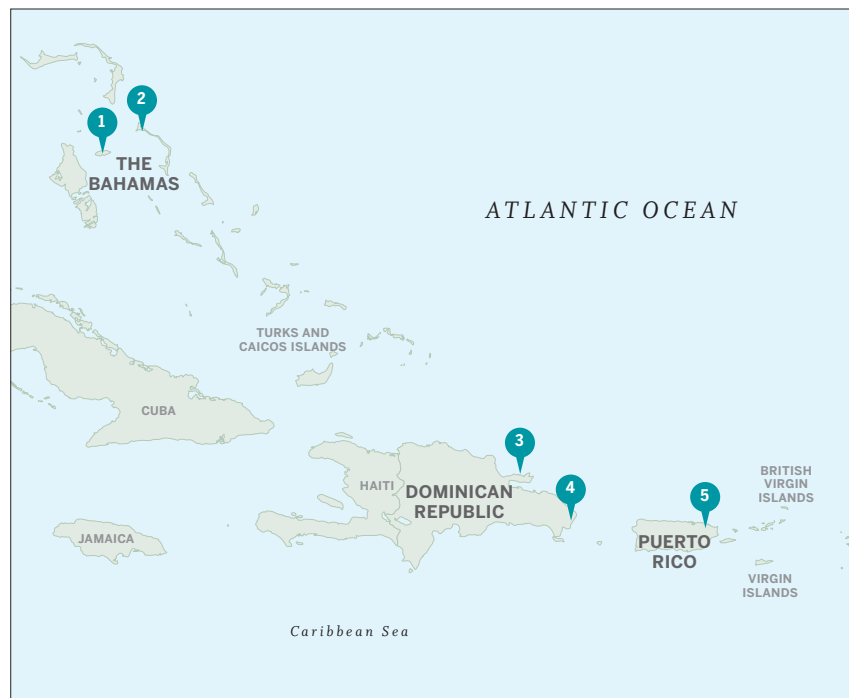 2
1
THE
BAHAMAS
ATLANTIC OCEAN
TURKS AND
CAICOS ISLANDS
CUBA
3
BRITISH
VIRGIN
ISLANDS
HAITI
DOMINICAN
REPUBLIC
4
5
JAMAICA
PUERTO
RICO
VIRGIN
ISLANDS
Caribbean Sea